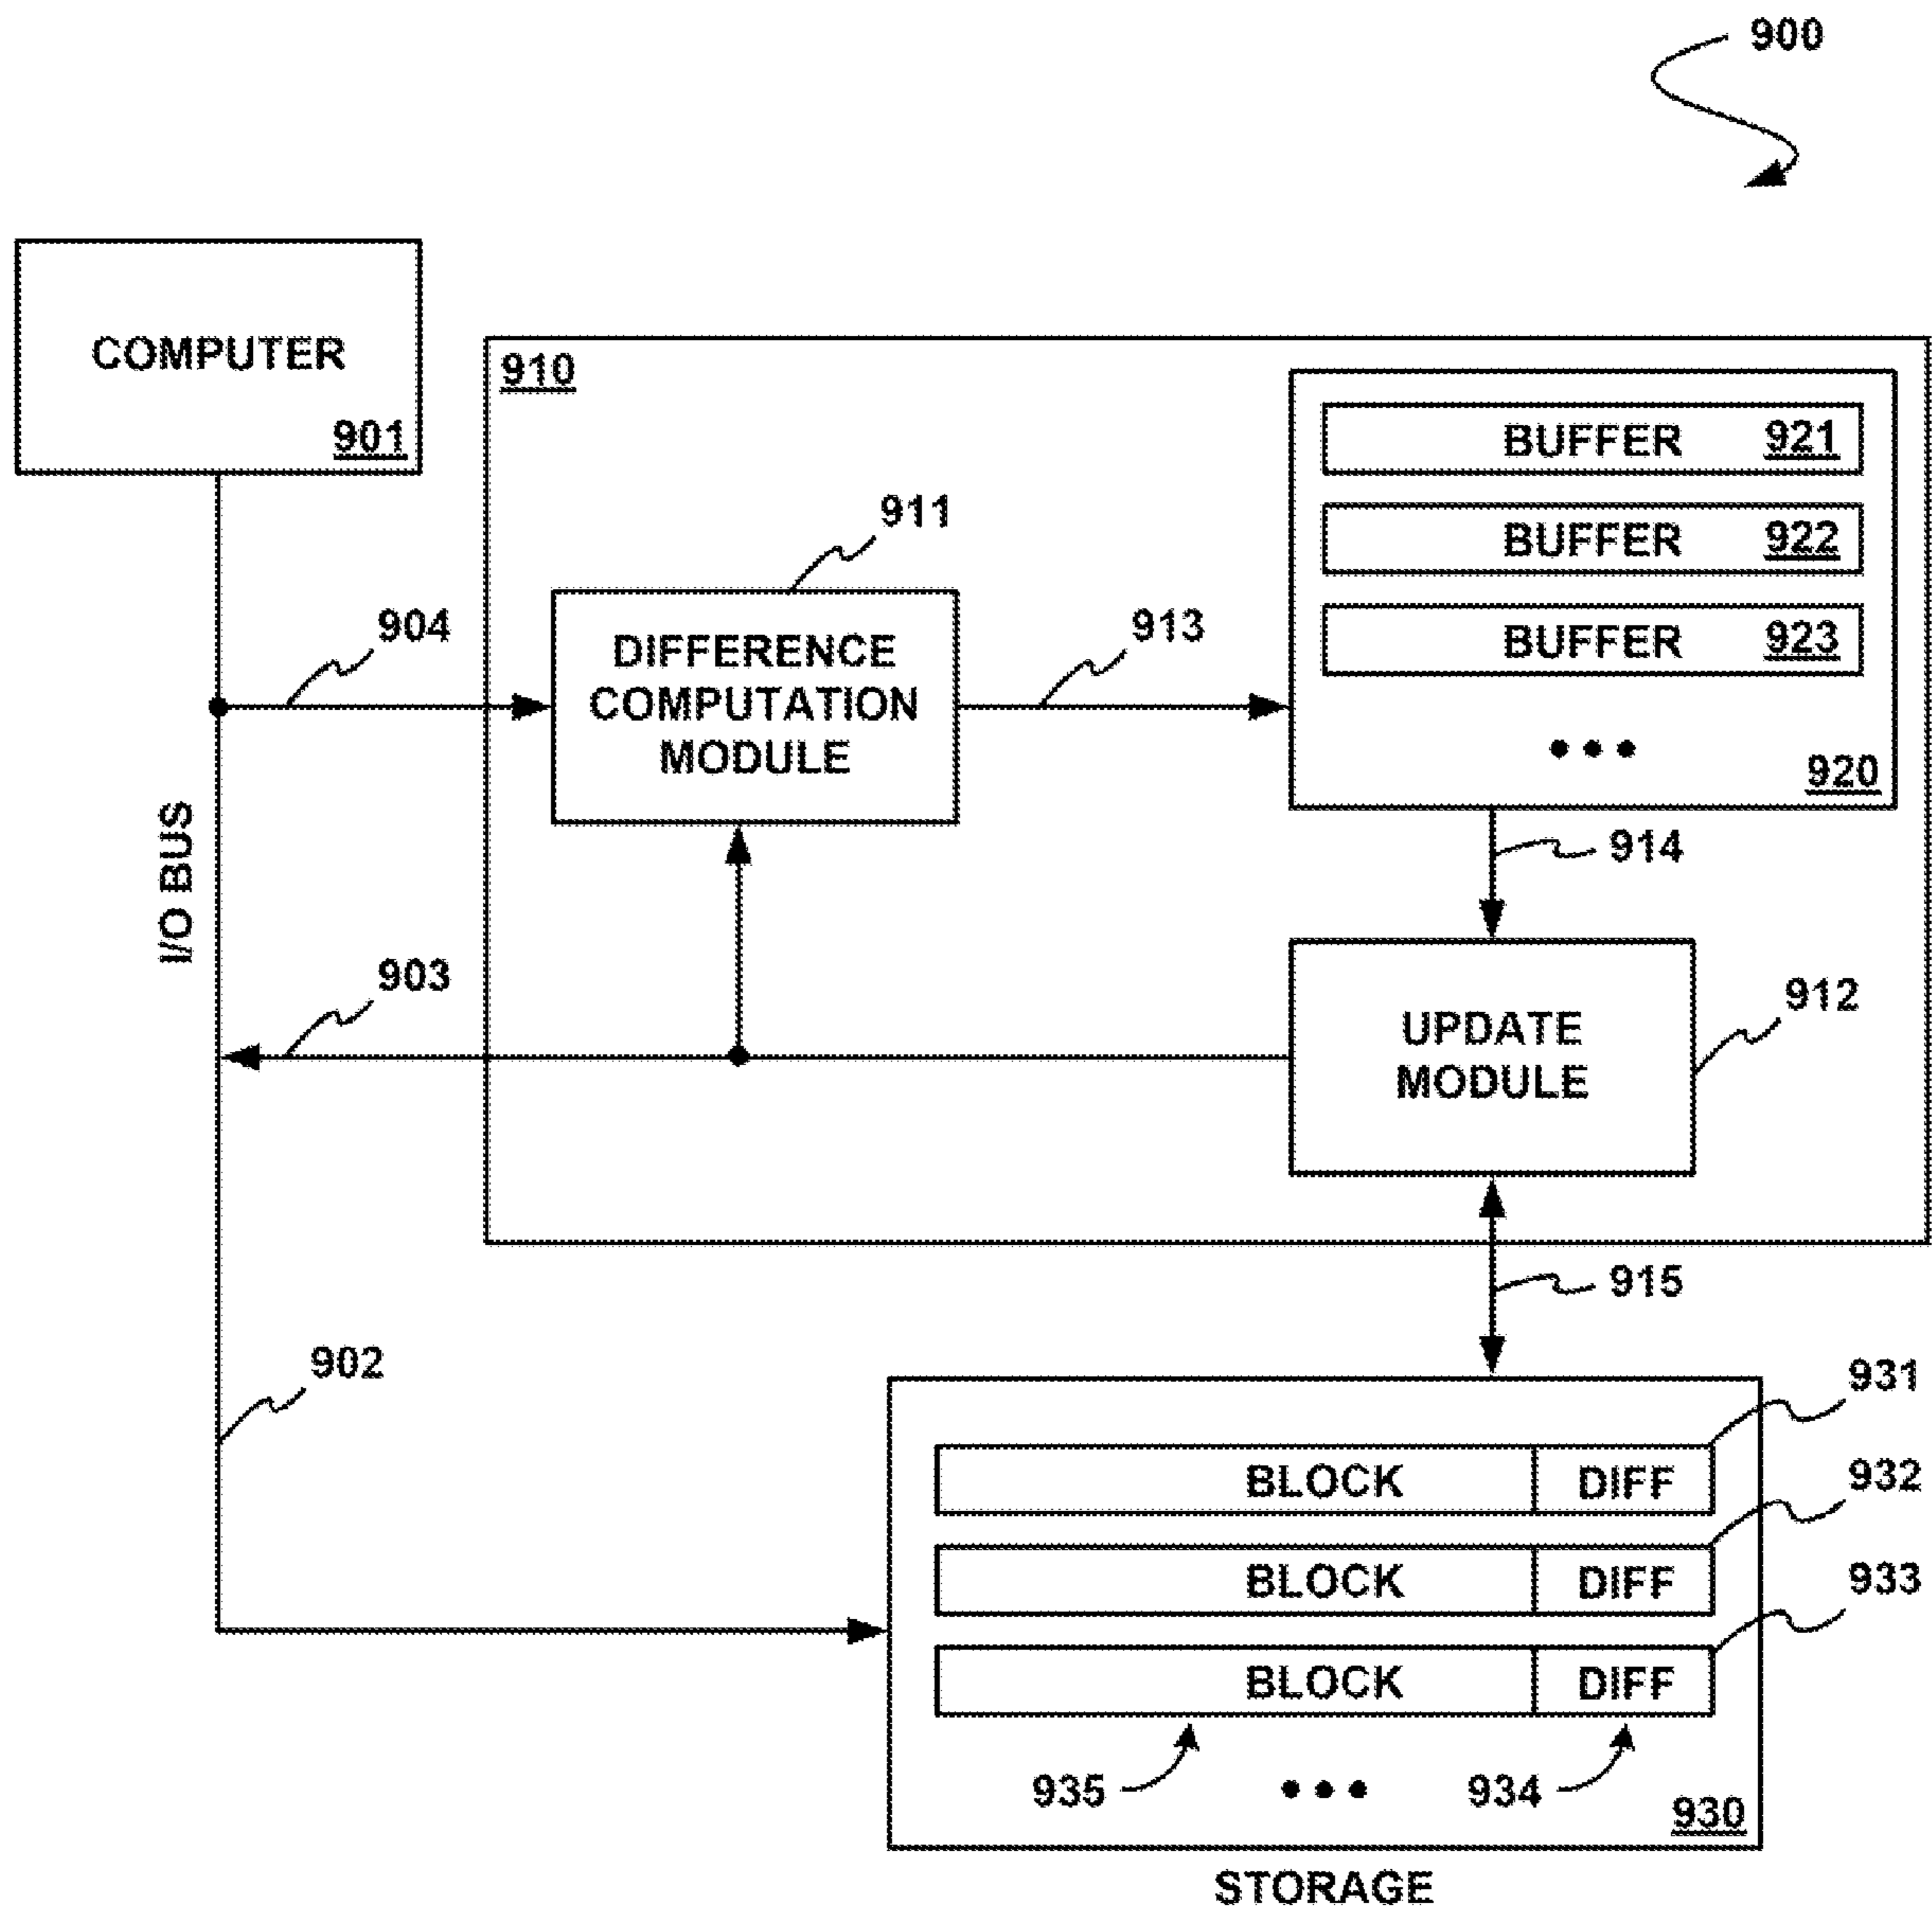 900
COMPUTER
901
910
BUFFER 921
BUFFER 922
BUFFER 923
920
911
904
DIFFERENCE
COMPUTATION
MODULE
913
914
I/O BUS
903
UPDATE
MODULE
912
915
902
931
BLOCK DIFF
932
BLOCK DIFF
933
BLOCK DIFF
935
934
930
STORAGE